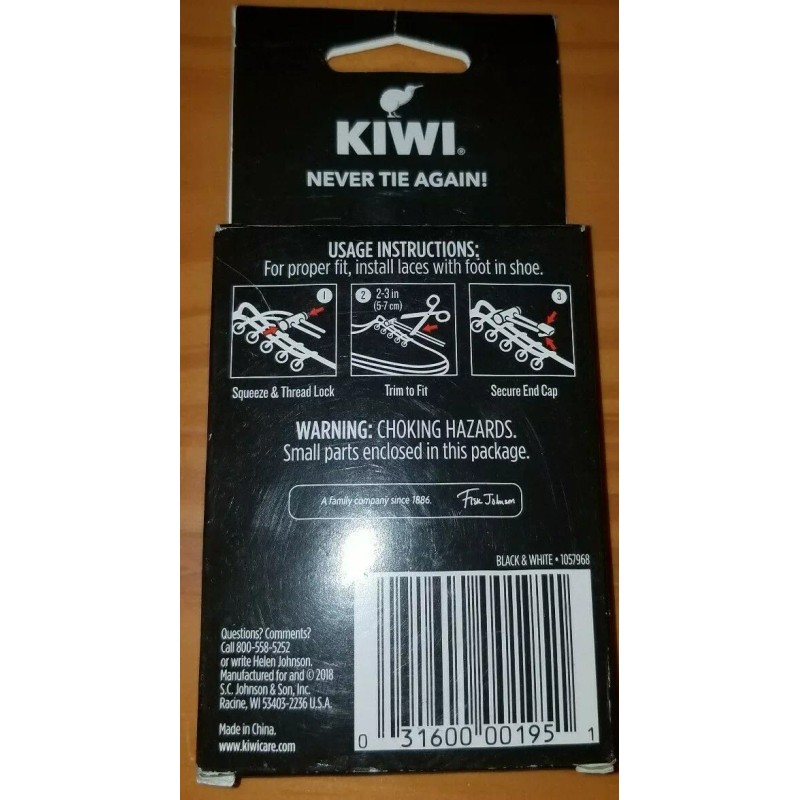 KIWI®
NEVER TIE AGAIN!
USAGE INSTRUCTIONS:
For proper fit, install laces with foot in shoe.
1
2
2-3 in
(5-7 cm)
3
Squeeze & Thread Lock
Trim to Fit
Secure End Cap
WARNING: CHOKING HAZARDS.
Small parts enclosed in this package.
A family company since 1886.
Fisk Johnson
BLACK & WHITE • 1057968
Questions? Comments?
Call 800-558-5252
or write Helen Johnson.
Manufactured for and © 2018
S.C. Johnson & Son, Inc.
Racine, WI 53403-2236 U.S.A.
Made in China.
www.kiwicare.com
0 31600 00195 1